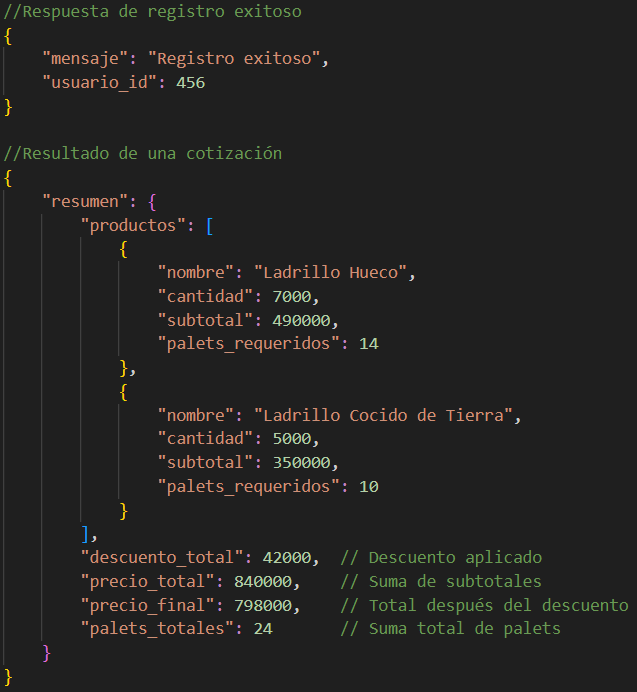 //Respuesta de registro exitoso
{
    "mensaje": "Registro exitoso",
    "usuario_id": 456
}

//Resultado de una cotización
{
    "resumen": {
        "productos": [
            {
                "nombre": "Ladrillo Hueco",
                "cantidad": 7000,
                "subtotal": 490000,
                "palets_requeridos": 14
            },
            {
                "nombre": "Ladrillo Cocido de Tierra",
                "cantidad": 5000,
                "subtotal": 350000,
                "palets_requeridos": 10
            }
        ],
        "descuento_total": 42000,  // Descuento aplicado
        "precio_total": 840000,    // Suma de subtotales
        "precio_final": 798000,    // Total después del descuento
        "palets_totales": 24       // Suma total de palets
    }
}